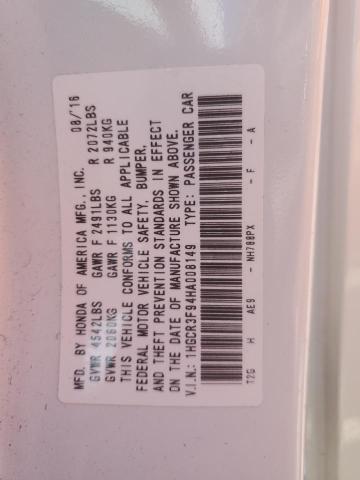 MFD. BY HONDA OF AMERICA MFG., INC. 08/16
GVWR 4542LBS GAWR F 2491LBS R 2072LBS
GVWR 2060KG GAWR F 1130KG R 940KG
THIS VEHICLE CONFORMS TO ALL APPLICABLE
FEDERAL MOTOR VEHICLE SAFETY, BUMPER,
AND THEFT PREVENTION STANDARDS IN EFFECT
ON THE DATE OF MANUFACTURE SHOWN ABOVE.
V.I.N.: 1HGCR3F94HA008149 TYPE: PASSENGER CAR
T2G H AE9 - NH788PX - F - A